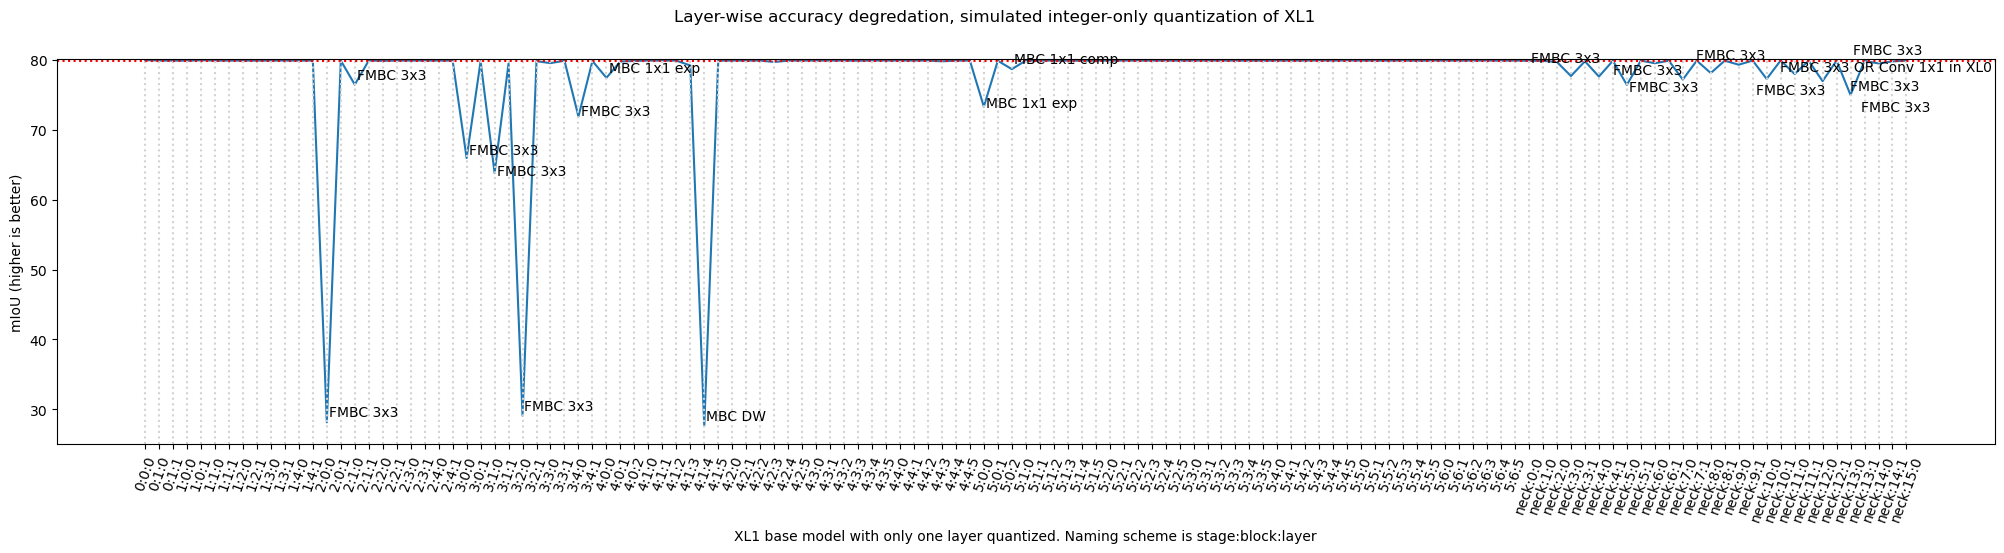 Layer-wise accuracy degredation, simulated integer-only quantization of XL1
mIoU (higher is better)
80
70
60
50
40
30
FMBC 3x3
FMBC 3x3
FMBC 3x3
FMBC 3x3
FMBC 3x3
FMBC 3x3
MBC 1x1 exp
MBC DW
MBC 1x1 exp
MBC 1x1 comp
FMBC 3x3
FMBC 3x3
FMBC 3x3
FMBC 3x3
FMBC 3x3
FMBC 3x3 OR Conv 1x1 in XL0
FMBC 3x3
FMBC 3x3
FMBC 3x3
0:0:0
0:1:0
0:1:1
1:0:0
1:0:1
1:1:0
1:1:1
1:2:0
1:2:1
1:3:0
1:3:1
1:4:0
1:4:1
2:0:0
2:0:1
2:1:0
2:1:1
2:2:0
2:2:1
2:3:0
2:3:1
2:4:0
2:4:1
3:0:0
3:0:1
3:1:0
3:1:1
3:2:0
3:2:1
3:3:0
3:3:1
3:4:0
3:4:1
4:0:0
4:0:1
4:0:2
4:1:0
4:1:1
4:1:2
4:1:3
4:1:4
4:1:5
4:2:0
4:2:1
4:2:2
4:2:3
4:2:4
4:2:5
4:3:0
4:3:1
4:3:2
4:3:3
4:3:4
4:3:5
4:4:0
4:4:1
4:4:2
4:4:3
4:4:4
4:4:5
5:0:0
5:0:1
5:0:2
5:1:0
5:1:1
5:1:2
5:1:3
5:1:4
5:1:5
5:2:0
5:2:1
5:2:2
5:2:3
5:2:4
5:2:5
5:3:0
5:3:1
5:3:2
5:3:3
5:3:4
5:3:5
5:4:0
5:4:1
5:4:2
5:4:3
5:4:4
5:4:5
5:5:0
5:5:1
5:5:2
5:5:3
5:5:4
5:5:5
5:6:0
5:6:1
5:6:2
5:6:3
5:6:4
5:6:5
neck:0:0
neck:1:0
neck:2:0
neck:3:0
neck:3:1
neck:4:0
neck:4:1
neck:5:0
neck:5:1
neck:6:0
neck:6:1
neck:7:0
neck:7:1
neck:8:0
neck:8:1
neck:9:0
neck:9:1
neck:10:0
neck:10:1
neck:11:0
neck:11:1
neck:12:0
neck:12:1
neck:13:0
neck:13:1
neck:14:0
neck:14:1
neck:15:0
XL1 base model with only one layer quantized. Naming scheme is stage:block:layer